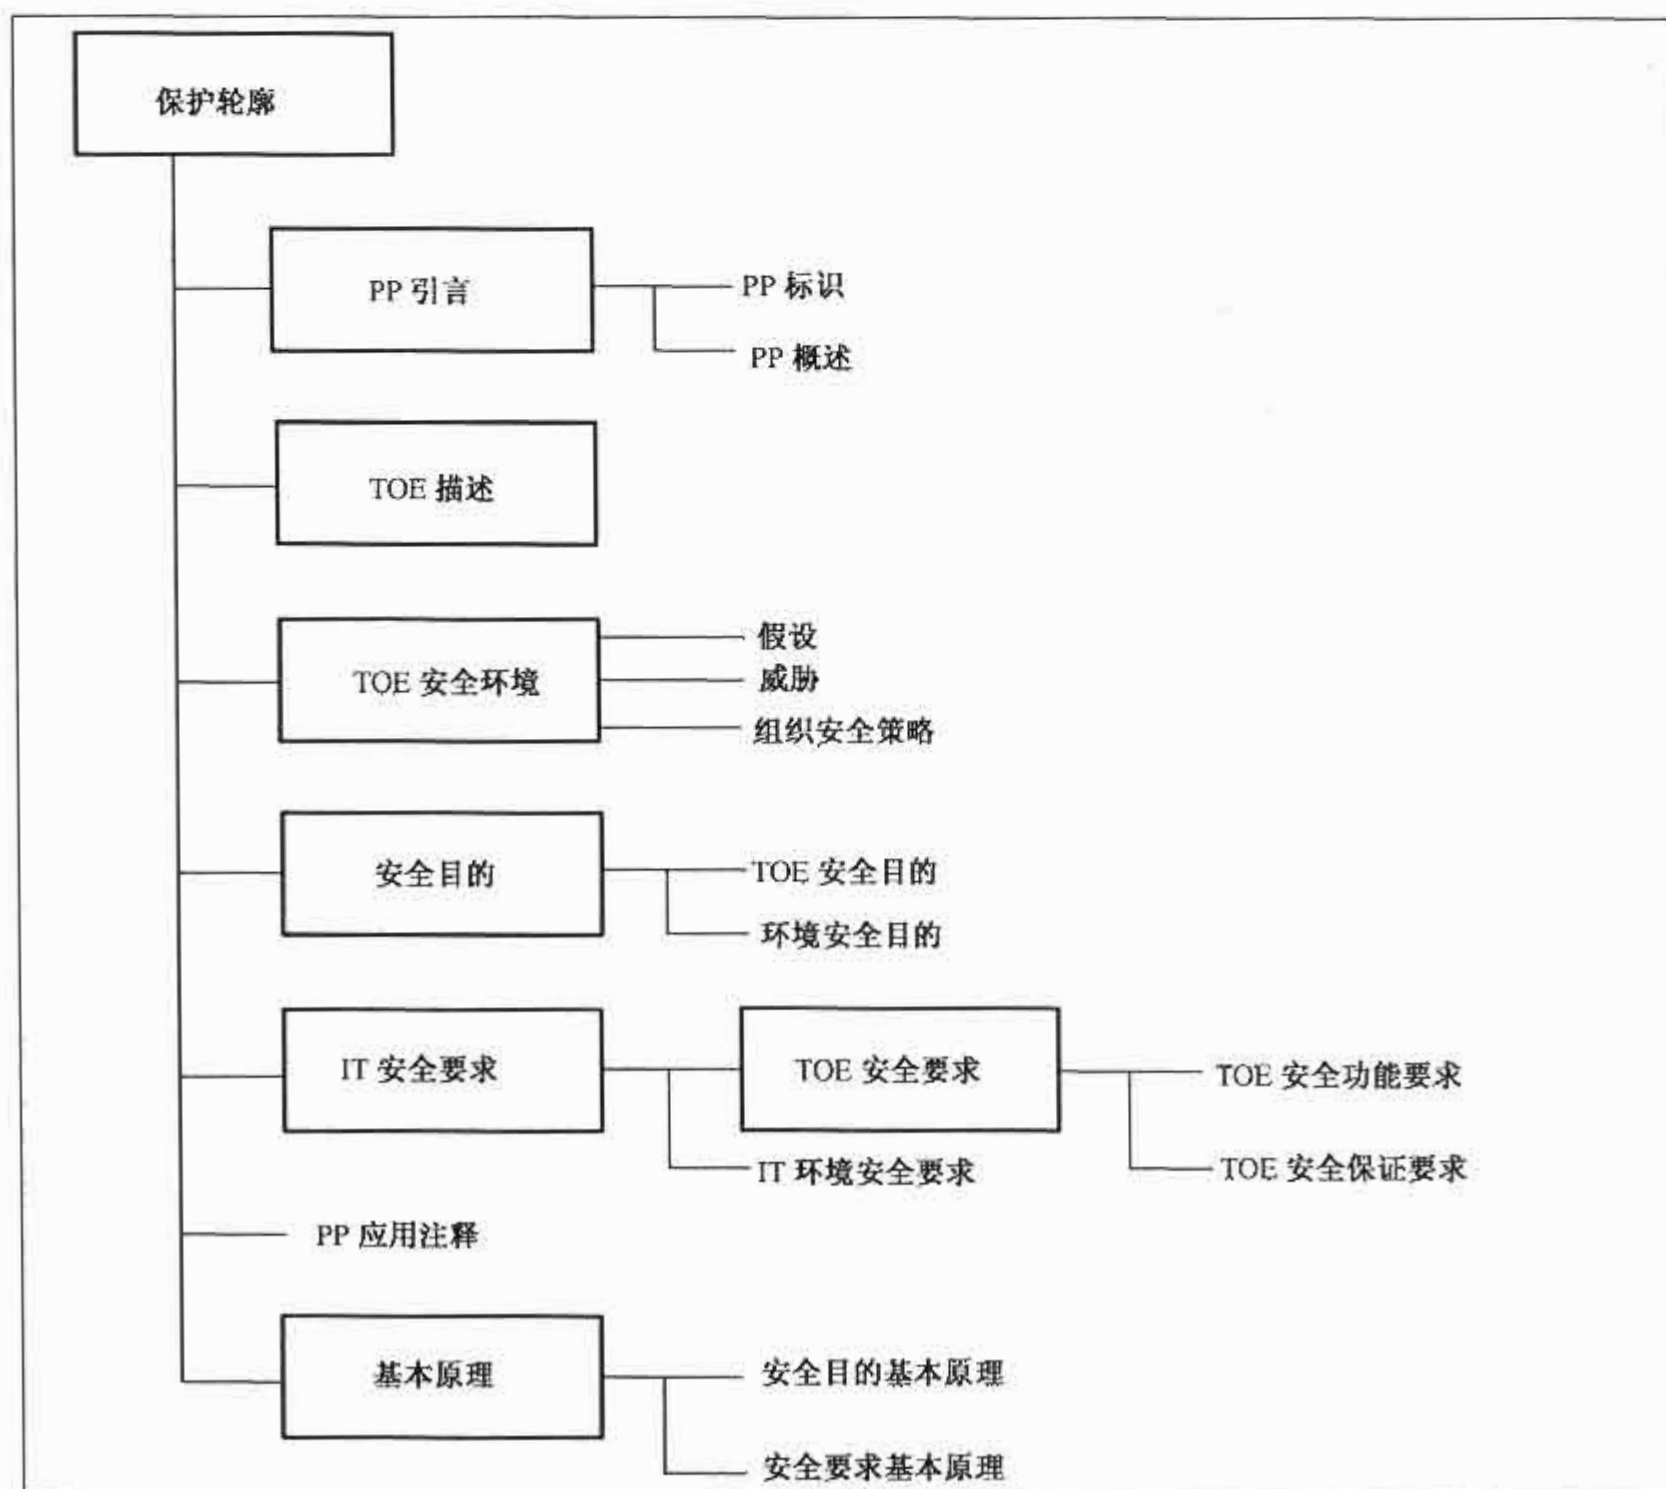 保护轮廓
PP 引言
PP 标识
PP 概述
TOE 描述
TOE 安全环境
假设
威胁
组织安全策略
安全目的
TOE 安全目的
环境安全目的
IT 安全要求
TOE 安全要求
TOE 安全功能要求
IT 环境安全要求
TOE 安全保证要求
PP 应用注释
基本原理
安全目的基本原理
安全要求基本原理